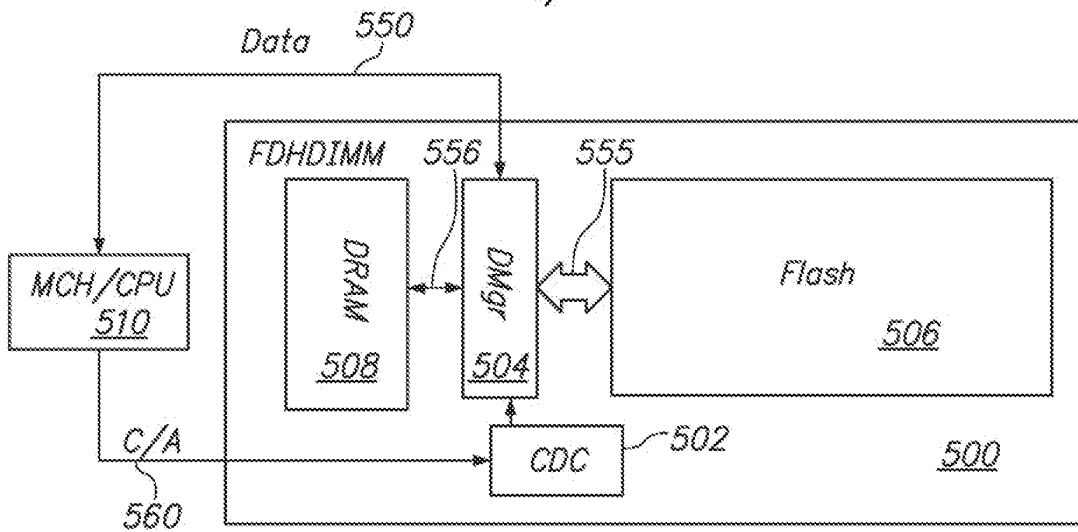 550
Data
FDHDIMM
556
555
DRAM
508
DMgr
504
Flash
506
MCH/CPU
510
C/A
560
CDC
502
500